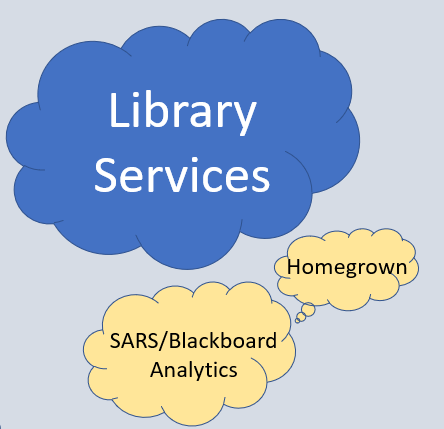 Library
Services
Homegrown
SARS/Blackboard
Analytics